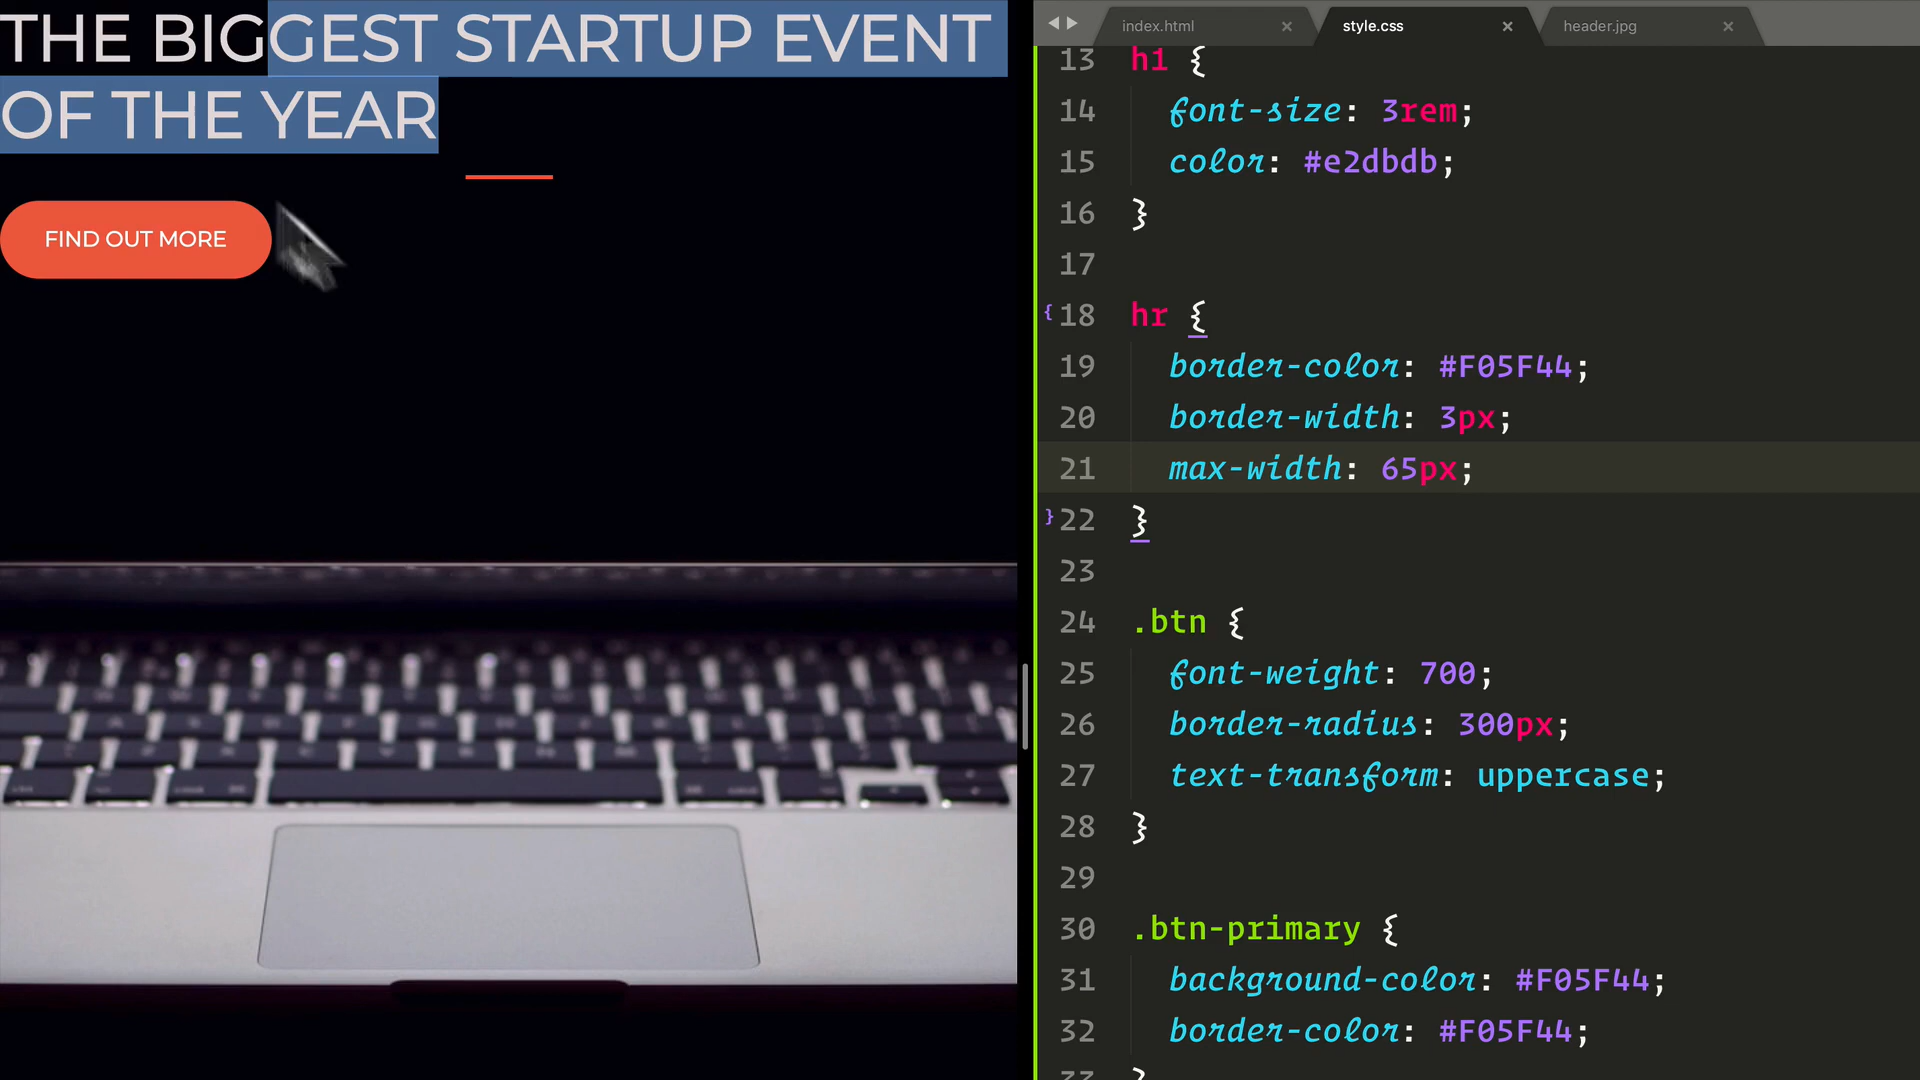 THE BIGGEST STARTUP EVENT
OF THE YEAR
FIND OUT MORE
index.html
style.css
header.jpg
13 h1 {
14 font-size: 3rem;
15 color: #e2dbdb;
16 }
17
{ 18 hr {
19 border-color: #F05F44;
20 border-width: 3px;
21 max-width: 65px;
} 22 }
23
24 .btn {
25 font-weight: 700;
26 border-radius: 300px;
27 text-transform: uppercase;
28 }
29
30 .btn-primary {
31 background-color: #F05F44;
32 border-color: #F05F44;
33 }